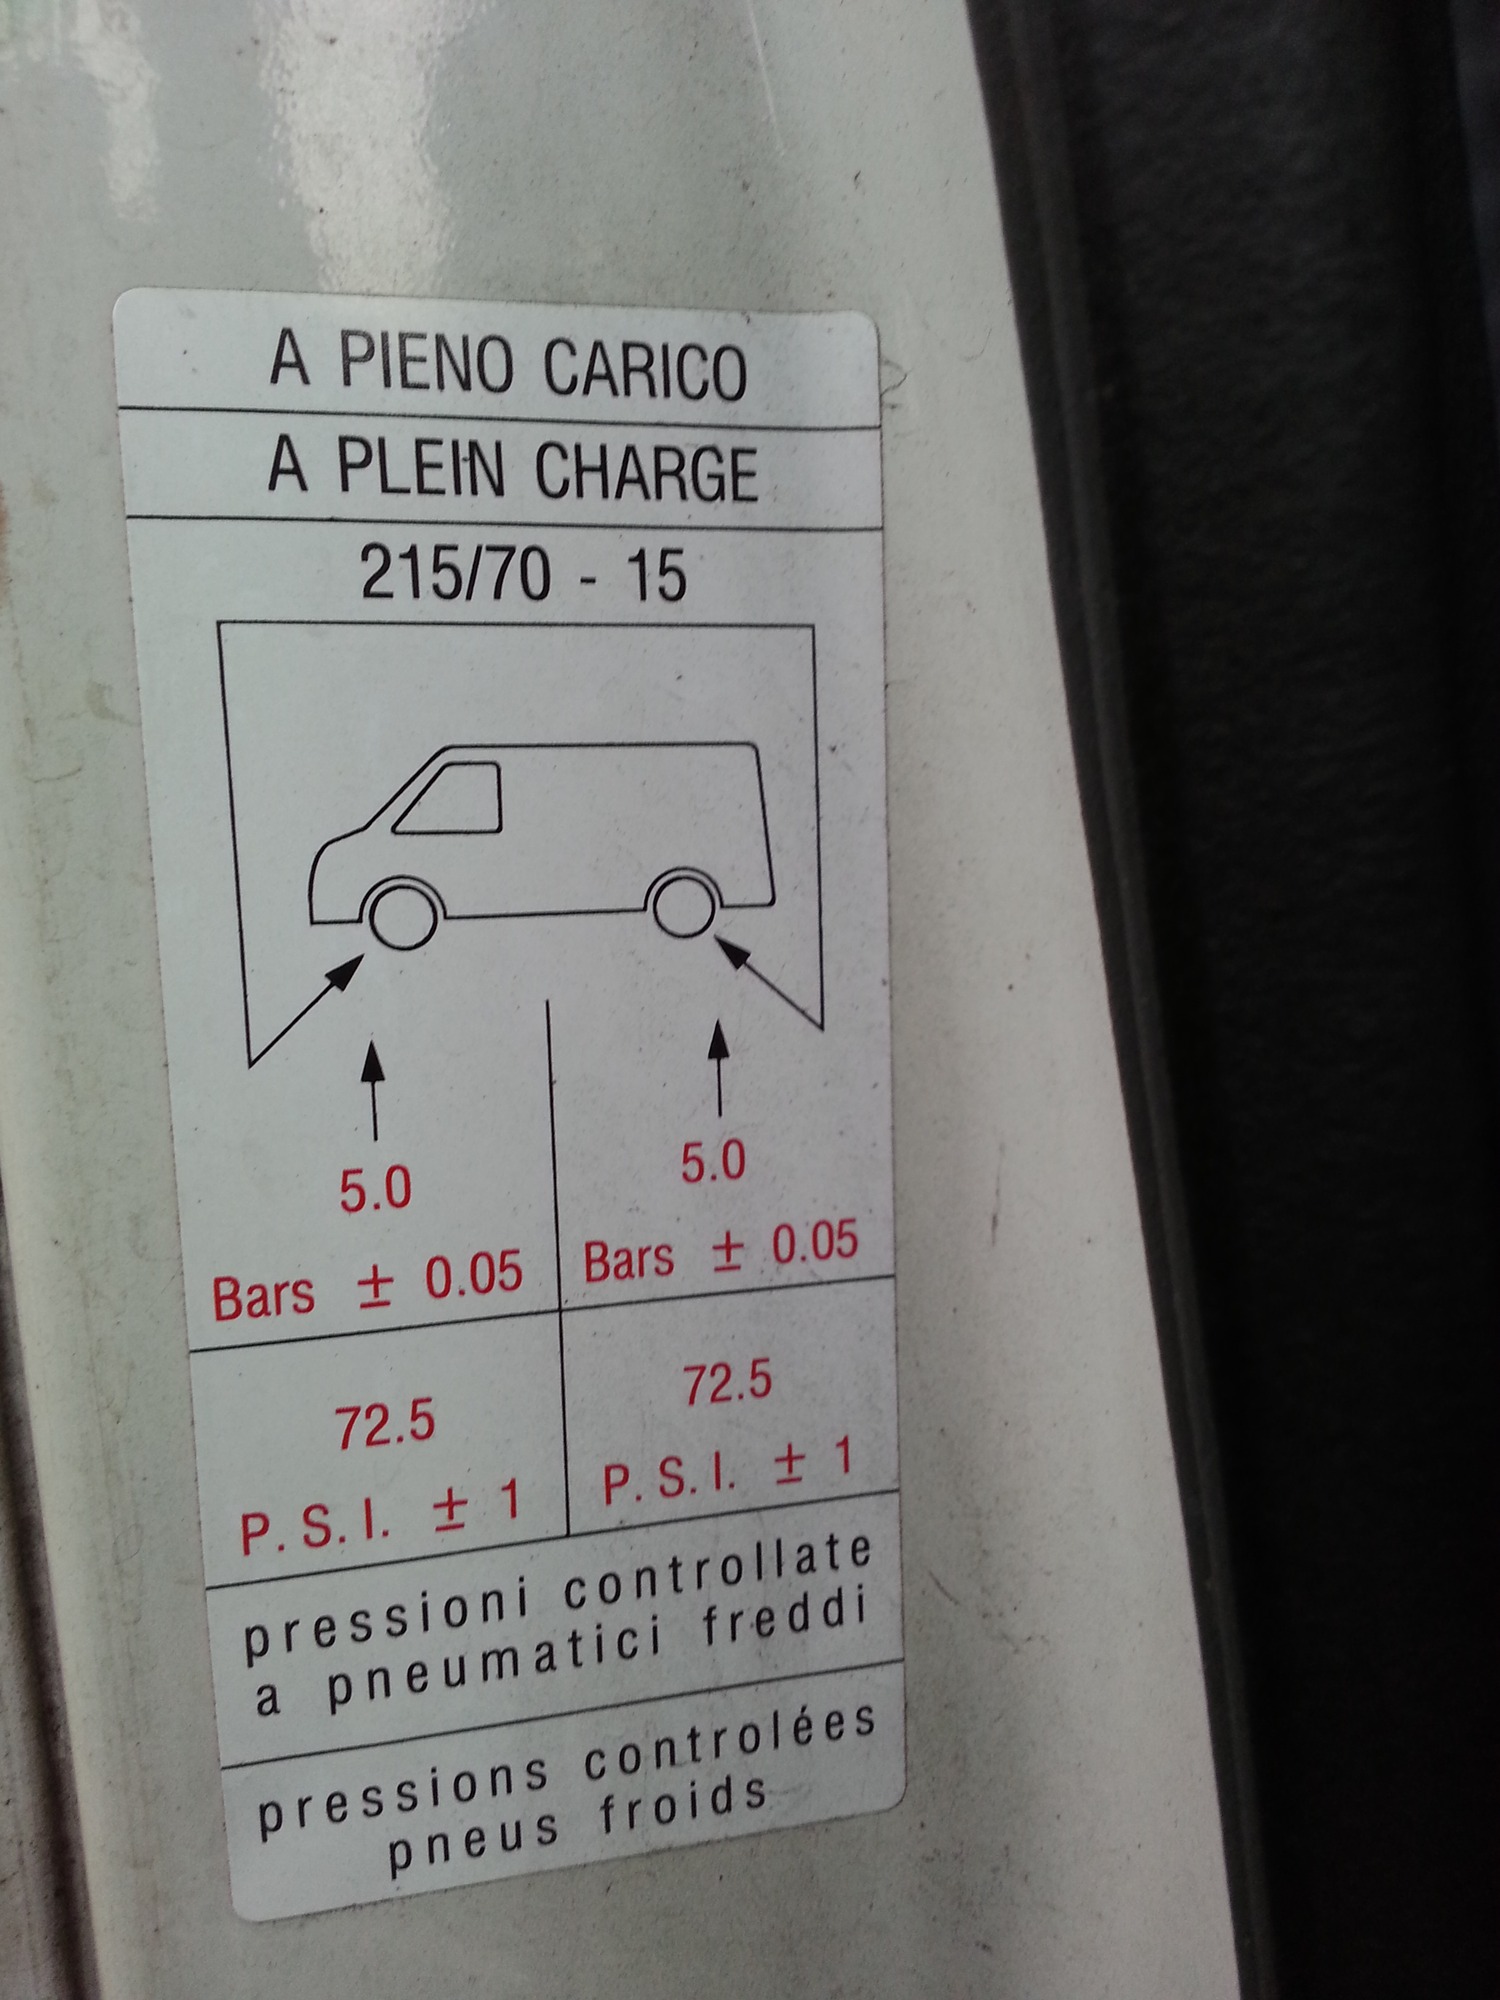 A PIENO CARICO
A PLEIN CHARGE
215/70 - 15
5.0
Bars ± 0.05
5.0
Bars ± 0.05
72.5
P.S.I. ± 1
72.5
P.S.I. ± 1
pressioni controllate
a pneumatici freddi
pressions controlées
pneus froids